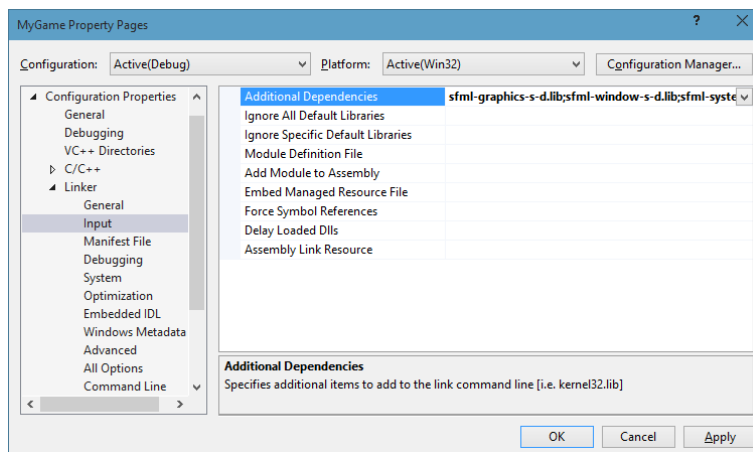 MyGame Property Pages
? X
Configuration: Active(Debug) Platform: Active(Win32) Configuration Manager...
Configuration Properties
General
Debugging
VC++ Directories
C/C++
Linker
General
Input
Manifest File
Debugging
System
Optimization
Embedded IDL
Windows Metadata
Advanced
All Options
Command Line
Additional Dependencies sfml-graphics-s-d.lib;sfml-window-s-d.lib;sfml-syste
Ignore All Default Libraries
Ignore Specific Default Libraries
Module Definition File
Add Module to Assembly
Embed Managed Resource File
Force Symbol References
Delay Loaded Dlls
Assembly Link Resource
Additional Dependencies
Specifies additional items to add to the link command line [i.e. kernel32.lib]
OK Cancel Apply